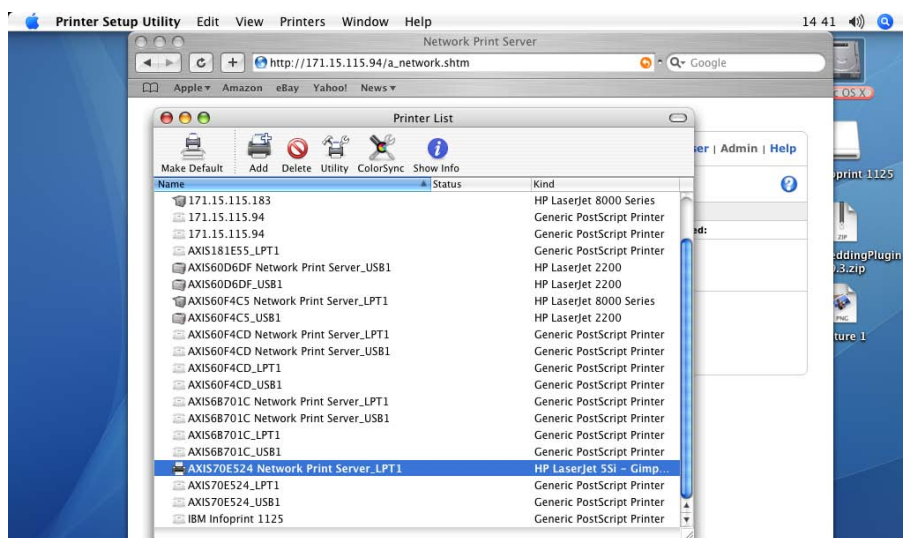 Printer Setup Utility Edit View Printers Window Help 14 41
Network Print Server
http://171.15.115.94/a_network.shtm Google
Apple Amazon eBay Yahoo! News
OS X
Printer List
Make Default Add Delete Utility ColorSync Show Info
Admin | Help
Name Status Kind
171.15.115.183 HP LaserJet 8000 Series
171.15.115.94 Generic PostScript Printer
171.15.115.94 Generic PostScript Printer
AXIS181E55_LPT1 Generic PostScript Printer
AXIS60D6DF Network Print Server_USB1 HP LaserJet 2200
AXIS60D6DF_USB1 HP LaserJet 2200
AXIS60F4C5 Network Print Server_LPT1 HP LaserJet 8000 Series
AXIS60F4C5_USB1 HP LaserJet 2200
AXIS60F4CD Network Print Server_LPT1 Generic PostScript Printer
AXIS60F4CD Network Print Server_USB1 Generic PostScript Printer
AXIS60F4CD_LPT1 Generic PostScript Printer
AXIS60F4CD_USB1 Generic PostScript Printer
AXIS6B701C Network Print Server_LPT1 Generic PostScript Printer
AXIS6B701C Network Print Server_USB1 Generic PostScript Printer
AXIS6B701C_LPT1 Generic PostScript Printer
AXIS6B701C_USB1 Generic PostScript Printer
AXIS70E524 Network Print Server_LPT1 HP LaserJet 5Si – Gimp...
AXIS70E524_LPT1 Generic PostScript Printer
AXIS70E524_USB1 Generic PostScript Printer
IBM Infoprint 1125 Generic PostScript Printer
oprint 1125
ZIP
ddingPlugin
.3.zip
PNG
ture 1